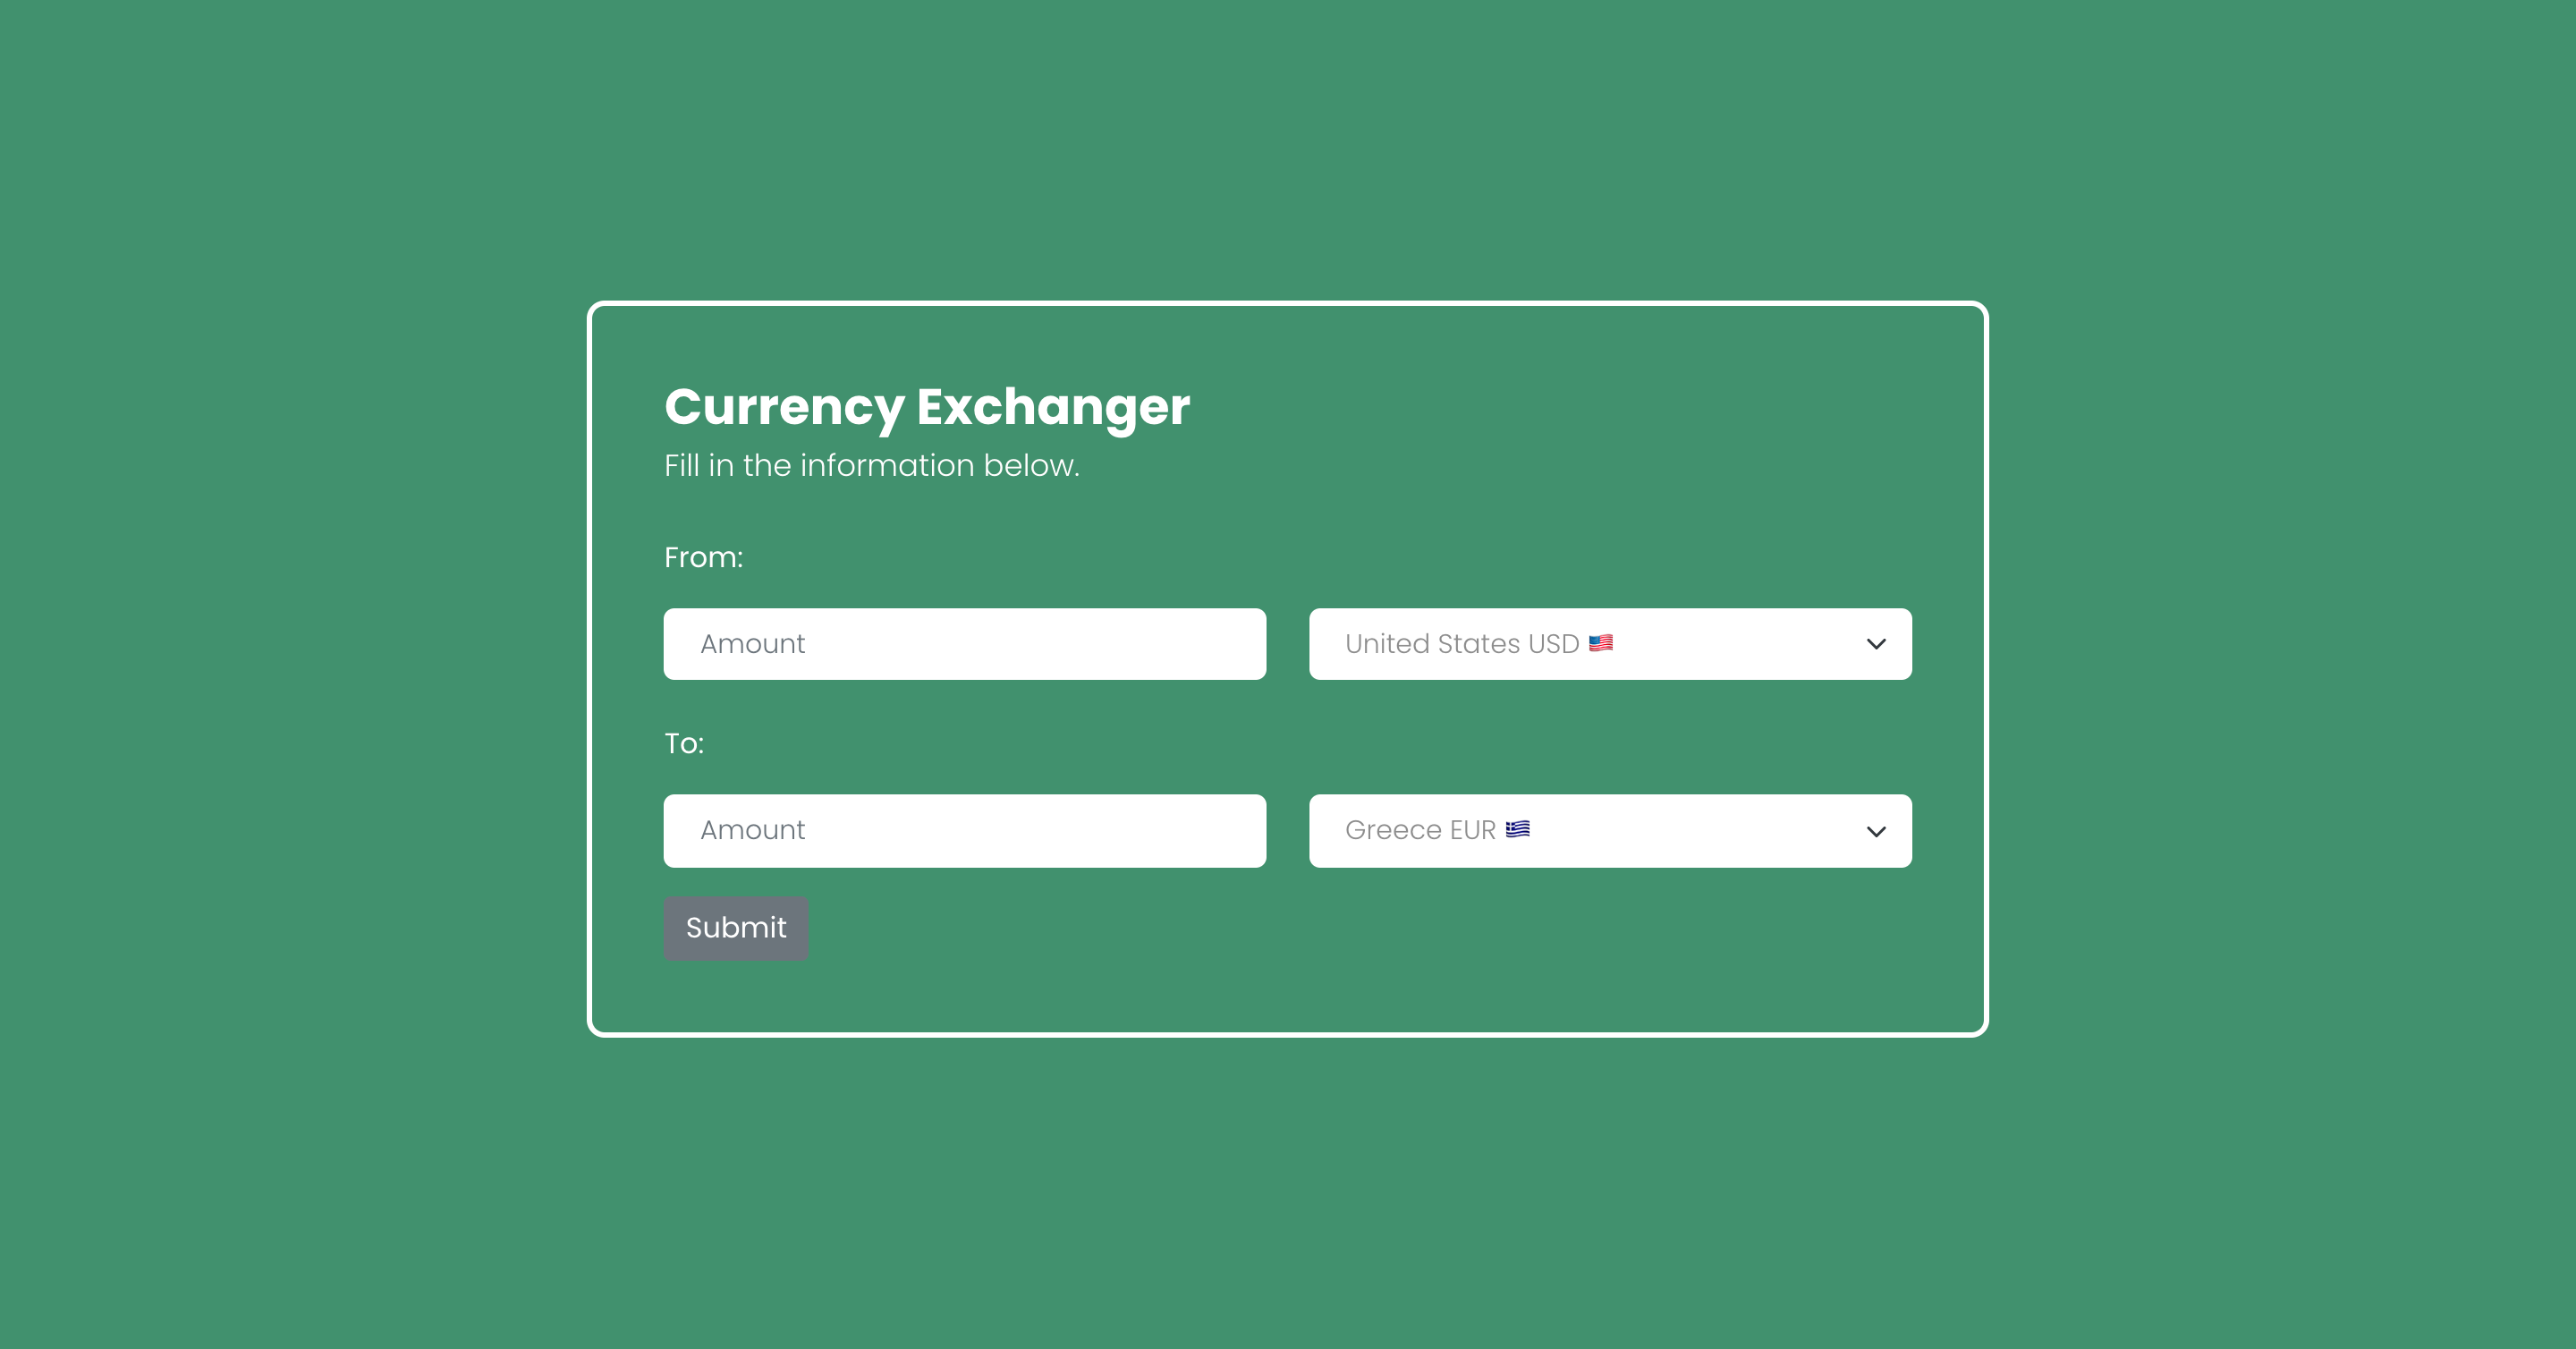 Currency Exchanger
Fill in the information below.
From:
Amount
United States USD 🇺🇸
To:
Amount
Greece EUR 🇬🇷
Submit